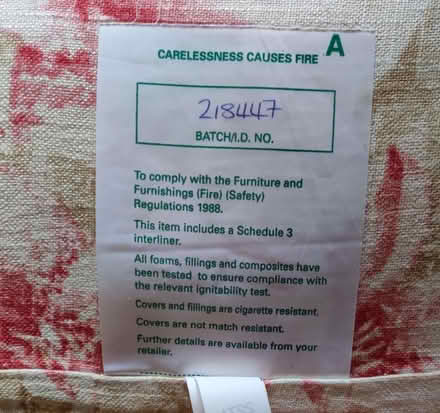 CARELESSNESS CAUSES FIRE A
218447
BATCH/I.D. NO.
To comply with the Furniture and
Furnishings (Fire) (Safety)
Regulations 1988.
This item includes a Schedule 3
interliner.
All foams, fillings and composites have
been tested to ensure compliance with
the relevant ignitability test.
Covers and fillings are cigarette resistant.
Covers are not match resistant.
Further details are available from your
retailer.